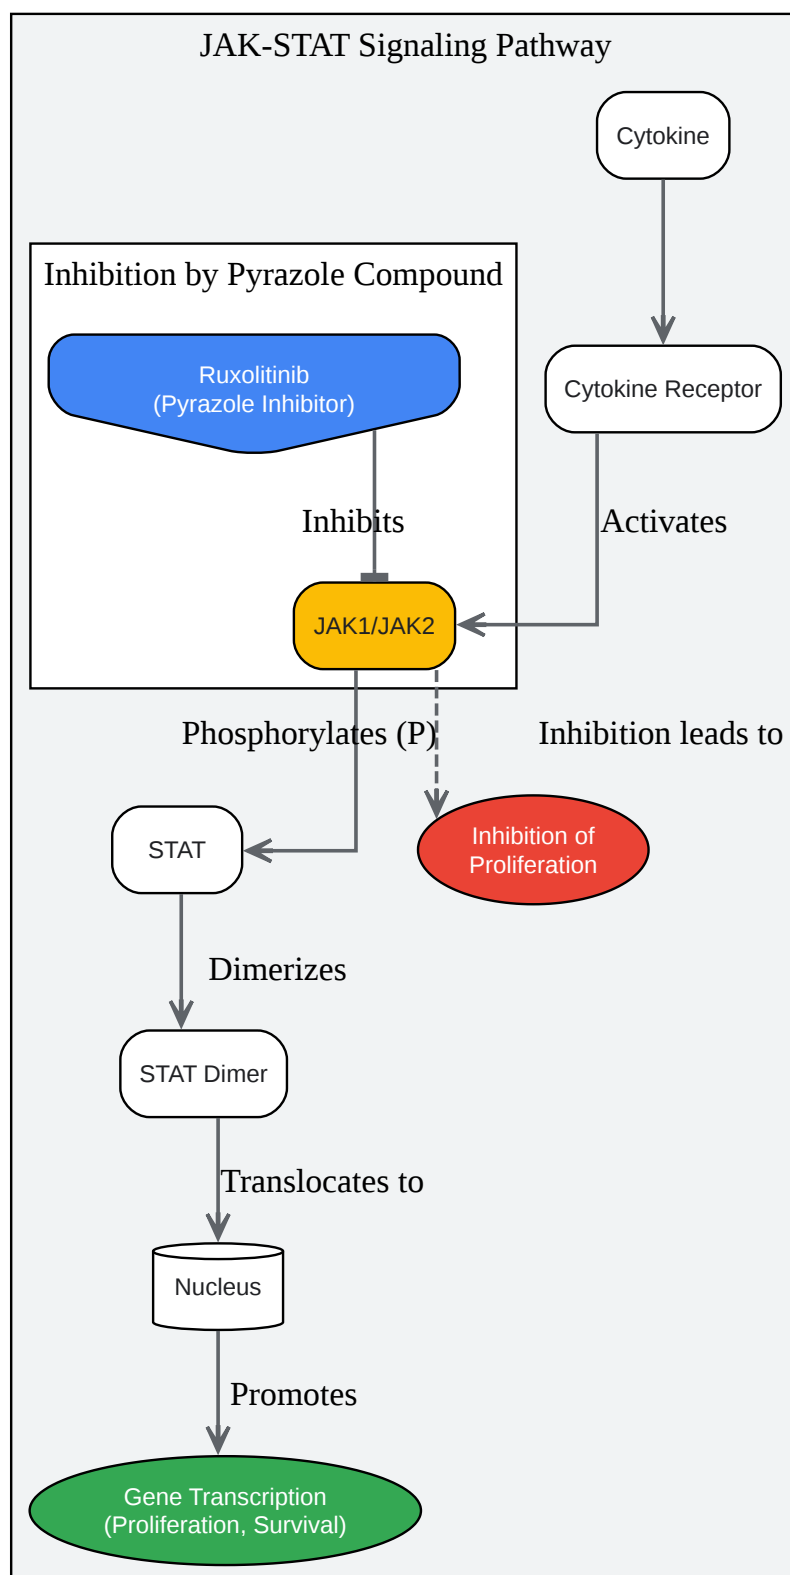 JAK-STAT Signaling Pathway
Cytokine
Inhibition by Pyrazole Compound
Ruxolitinib
(Pyrazole Inhibitor)
Cytokine Receptor
Inhibits
Activates
JAK1/JAK2
Phosphorylates (P)
Inhibition leads to
STAT
Inhibition of
Proliferation
Dimerizes
STAT Dimer
Translocates to
Nucleus
Promotes
Gene Transcription
(Proliferation, Survival)